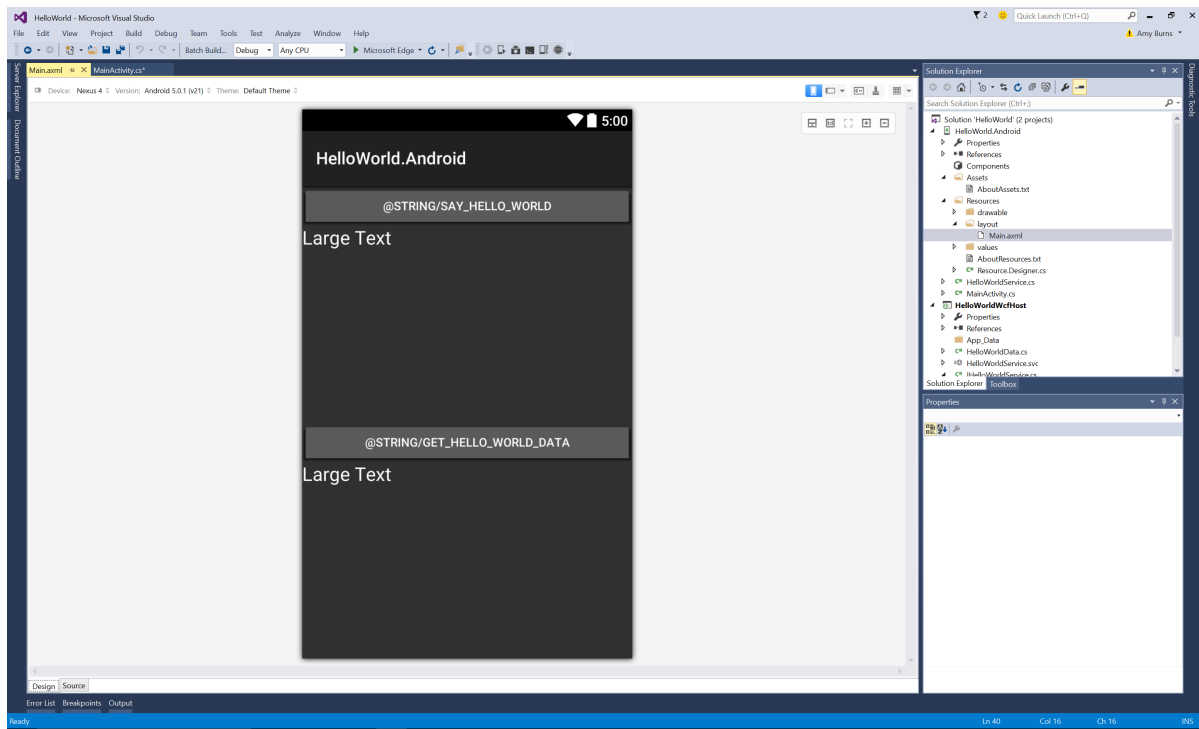 HelloWorld - Microsoft Visual Studio
2
Quick Launch (Ctrl+Q)
File Edit View Project Build Debug Team Tools Test Analyze Window Help
Amy Burns
Batch Build... Debug Any CPU Microsoft Edge
Server Explorer
Document Outline
Main.axml MainActivity.cs*
Device: Nexus 4 Version: Android 5.0.1 (v21) Theme: Default Theme
5:00
HelloWorld.Android
@STRING/SAY_HELLO_WORLD
Large Text
@STRING/GET_HELLO_WORLD_DATA
Large Text
Design Source
Solution Explorer
Search Solution Explorer (Ctrl+;)
Solution 'HelloWorld' (2 projects)
HelloWorld.Android
Properties
References
Components
Assets
AboutAssets.txt
Resources
drawable
layout
Main.axml
values
AboutResources.txt
Resource.Designer.cs
HelloWorldService.cs
MainActivity.cs
HelloWorldWcfHost
Properties
References
App_Data
HelloWorldData.cs
HelloWorldService.svc
IHelloWorldService.cs
Solution Explorer Toolbox
Properties
Diagnostic Tools
Error List Breakpoints Output
Ready Ln 40 Col 16 Ch 16 INS